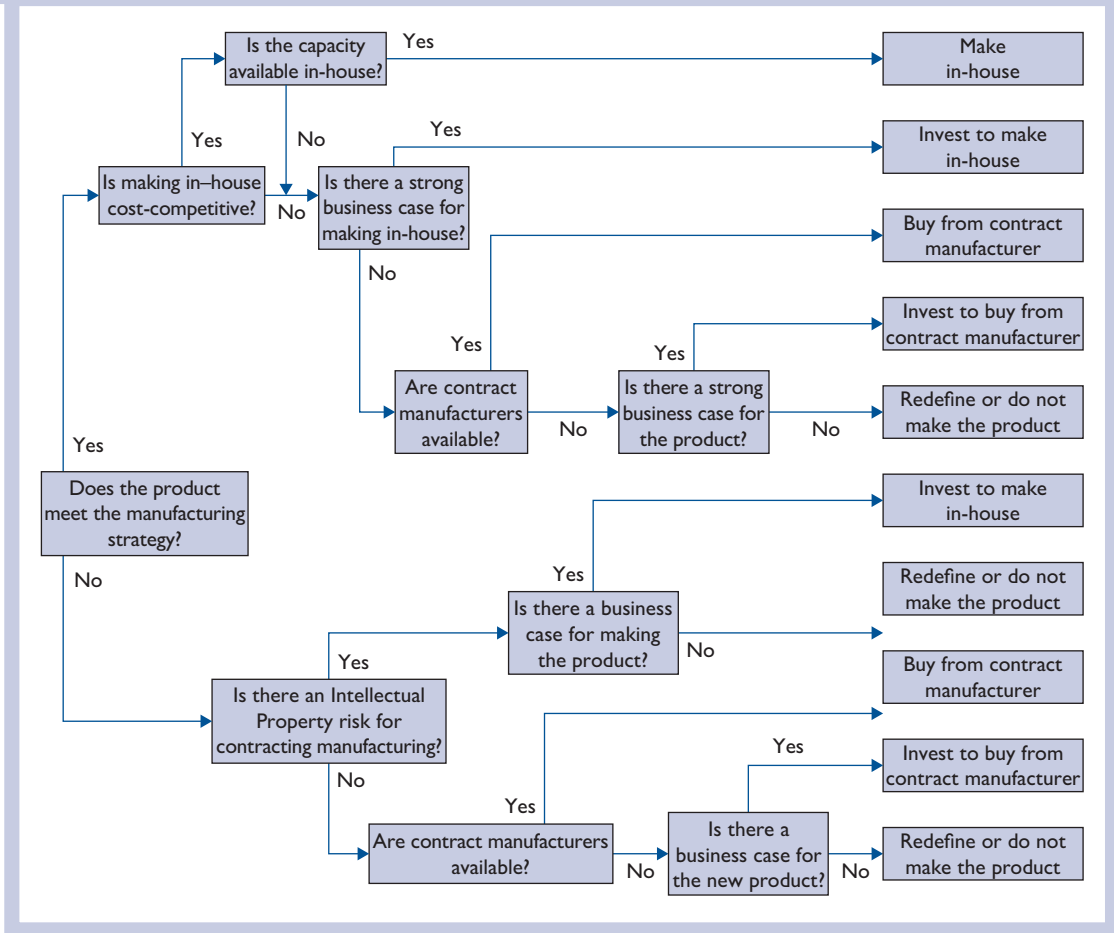 Is the capacity
available in-house?
Yes
Make
in-house
Yes
No
Yes
Invest to make
in-house
Is making in–house
cost-competitive?
No
Is there a strong
business case for
making in-house?
Buy from contract
manufacturer
No
Invest to buy from
contract manufacturer
Yes
Yes
Are contract
manufacturers
available?
No
Is there a strong
business case for
the product?
No
Redefine or do not
make the product
Yes
Does the product
meet the manufacturing
strategy?
No
Invest to make
in-house
Yes
Is there a business
case for making
the product?
No
Redefine or do not
make the product
Yes
Is there an Intellectual
Property risk for
contracting manufacturing?
No
Buy from contract
manufacturer
Yes
Invest to buy from
contract manufacturer
Yes
Are contract manufacturers
available?
No
Is there a
business case for
the new product?
No
Redefine or do not
make the product